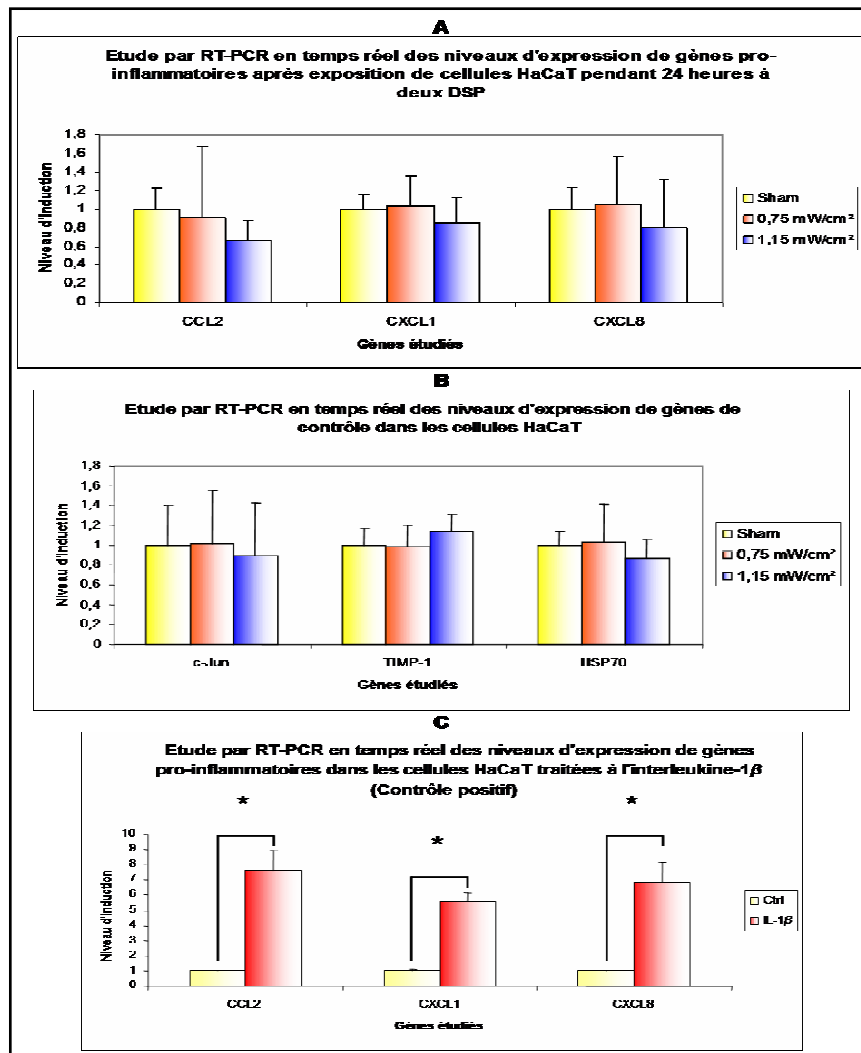 A
Etude par RT-PCR en temps réel des niveaux d'expression de gènes pro-
inflammatoires après exposition de cellules HaCaT pendant 24 heures à
deux DSP
Niveau d'induction
1,8
1,6
1,4
1,2
1
0,8
0,6
0,4
0,2
0
CCL2 CXCL1 CXCL8
Gènes étudiés
Sham
0,75 mW/cm²
1,15 mW/cm²
B
Etude par RT-PCR en temps réel des niveaux d'expression de gènes de
contrôle dans les cellules HaCaT
Niveau d'induction
1,8
1,6
1,4
1,2
1
0,8
0,6
0,4
0,2
0
c-Jun TIMP-1 HSP70
Gènes étudiés
Sham
0,75 mW/cm²
1,15 mW/cm²
C
Etude par RT-PCR en temps réel des niveaux d'expression de gènes
pro-inflammatoires dans les cellules HaCaT traitées à l'interleukine-1β
(Contrôle positif)
* * *
Niveau d'induction
10
9
8
7
6
5
4
3
2
1
0
CCL2 CXCL1 CXCL8
Gènes étudiés
Ctrl
IL-1β